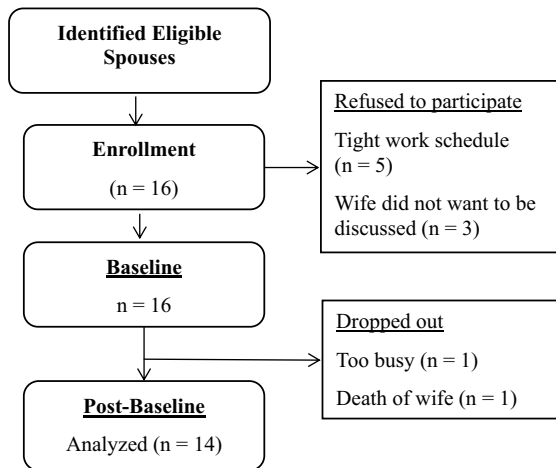 Identified Eligible
Spouses
Enrollment
(n = 16)
Refused to participate
Tight work schedule
(n = 5)
Wife did not want to be
discussed (n = 3)
Baseline
n = 16
Dropped out
Too busy (n = 1)
Death of wife (n = 1)
Post-Baseline
Analyzed (n = 14)